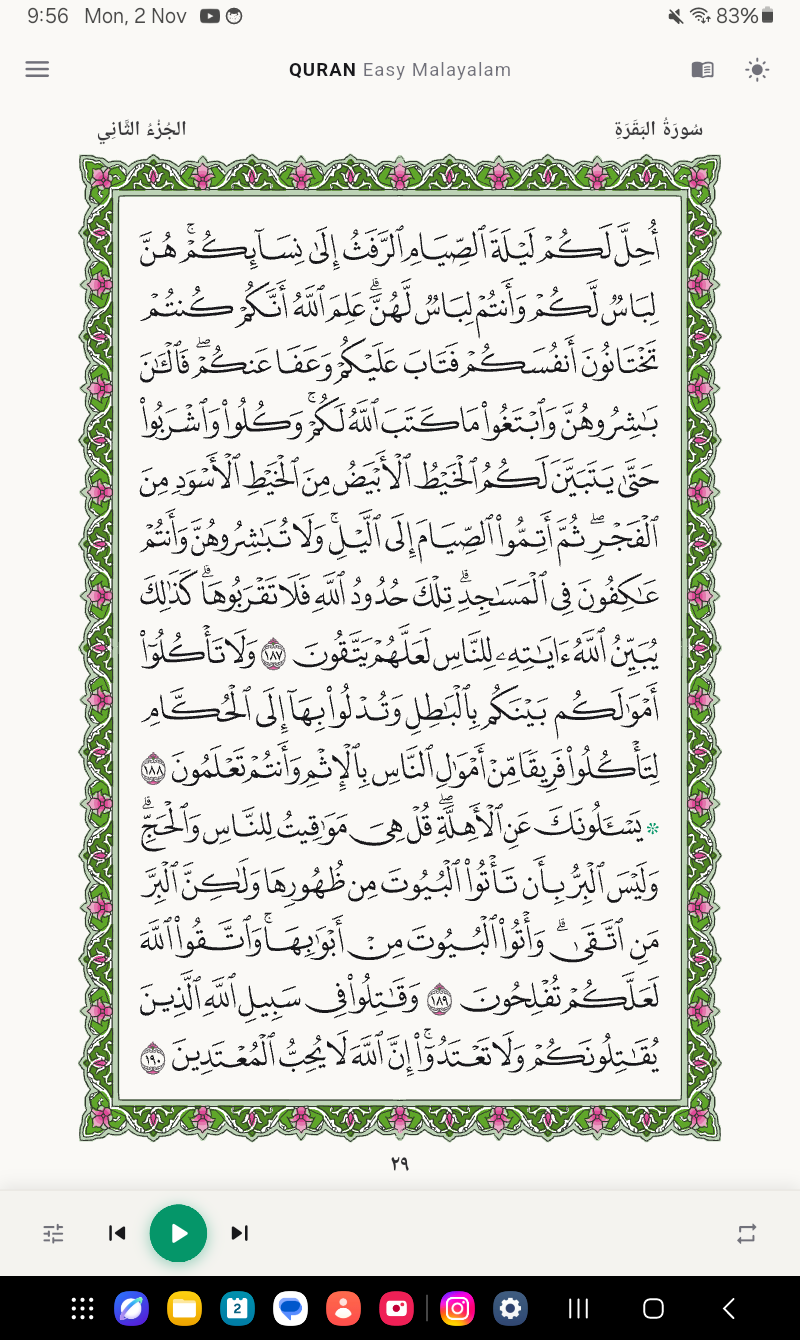 9:56 Mon, 2 Nov 83%
QURAN Easy Malayalam
سُورَةُ البَقَرَةِ الجُزْءُ الثَّانِي
أُحِلَّ لَكُمۡ لَيۡلَةَ ٱلصِّيَامِ ٱلرَّفَثُ إِلَىٰ نِسَآئِكُمۡۚ هُنَّ
لِبَاسٞ لَّكُمۡ وَأَنتُمۡ لِبَاسٞ لَّهُنَّۗ عَلِمَ ٱللَّهُ أَنَّكُمۡ كُنتُمۡ
تَخۡتَانُونَ أَنفُسَكُمۡ فَتَابَ عَلَيۡكُمۡ وَعَفَا عَنكُمۡۖ فَٱلۡـَٰٔنَ
بَٰشِرُوهُنَّ وَٱبۡتَغُواْ مَا كَتَبَ ٱللَّهُ لَكُمۡۚ وَكُلُواْ وَٱشۡرَبُواْ
حَتَّىٰ يَتَبَيَّنَ لَكُمُ ٱلۡخَيۡطُ ٱلۡأَبۡيَضُ مِنَ ٱلۡخَيۡطِ ٱلۡأَسۡوَدِ مِنَ
ٱلۡفَجۡرِۖ ثُمَّ أَتِمُّواْ ٱلصِّيَامَ إِلَى ٱلَّيۡلِۚ وَلَا تُبَٰشِرُوهُنَّ وَأَنتُمۡ
عَٰكِفُونَ فِي ٱلۡمَسَٰجِدِۗ تِلۡكَ حُدُودُ ٱللَّهِ فَلَا تَقۡرَبُوهَاۗ كَذَٰلِكَ
يُبَيِّنُ ٱللَّهُ ءَايَٰتِهِۦ لِلنَّاسِ لَعَلَّهُمۡ يَتَّقُونَ ١٨٧ وَلَا تَأۡكُلُوٓاْ
أَمۡوَٰلَكُم بَيۡنَكُم بِٱلۡبَٰطِلِ وَتُدۡلُواْ بِهَآ إِلَى ٱلۡحُكَّامِ
لِتَأۡكُلُواْ فَرِيقٗا مِّنۡ أَمۡوَٰلِ ٱلنَّاسِ بِٱلۡإِثۡمِ وَأَنتُمۡ تَعۡلَمُونَ ١٨٨
۞ يَسۡـَٔلُونَكَ عَنِ ٱلۡأَهِلَّةِۖ قُلۡ هِيَ مَوَٰقِيتُ لِلنَّاسِ وَٱلۡحَجِّۗ
وَلَيۡسَ ٱلۡبِرُّ بِأَن تَأۡتُواْ ٱلۡبُيُوتَ مِن ظُهُورِهَا وَلَٰكِنَّ ٱلۡبِرَّ
مَنِ ٱتَّقَىٰۗ وَأۡتُواْ ٱلۡبُيُوتَ مِنۡ أَبۡوَٰبِهَاۚ وَٱتَّقُواْ ٱللَّهَ
لَعَلَّكُمۡ تُفۡلِحُونَ ١٨٩ وَقَٰتِلُواْ فِي سَبِيلِ ٱللَّهِ ٱلَّذِينَ
يُقَٰتِلُونَكُمۡ وَلَا تَعۡتَدُوٓاْۚ إِنَّ ٱللَّهَ لَا يُحِبُّ ٱلۡمُعۡتَدِينَ ١٩٠
٢٩
2